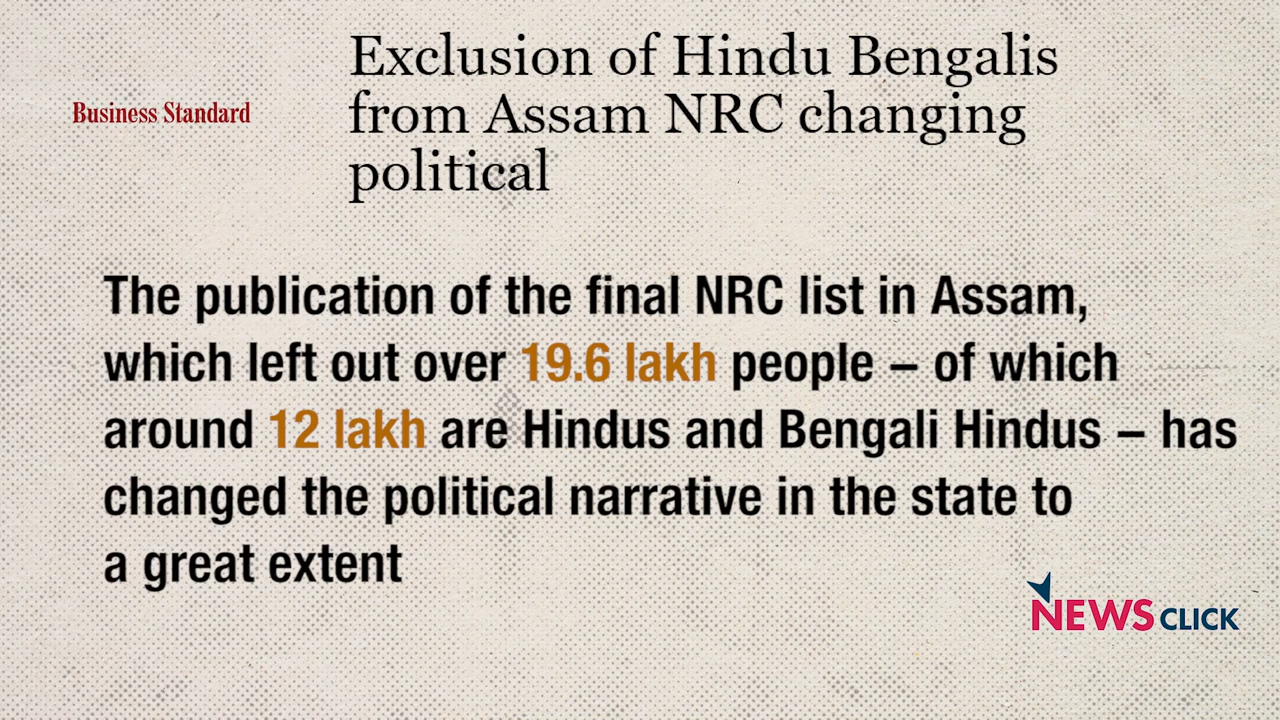 Business Standard
Exclusion of Hindu Bengalis
from Assam NRC changing
political
The publication of the final NRC list in Assam,
which left out over 19.6 lakh people – of which
around 12 lakh are Hindus and Bengali Hindus – has
changed the political narrative in the state to
a great extent
NEWSCLICK